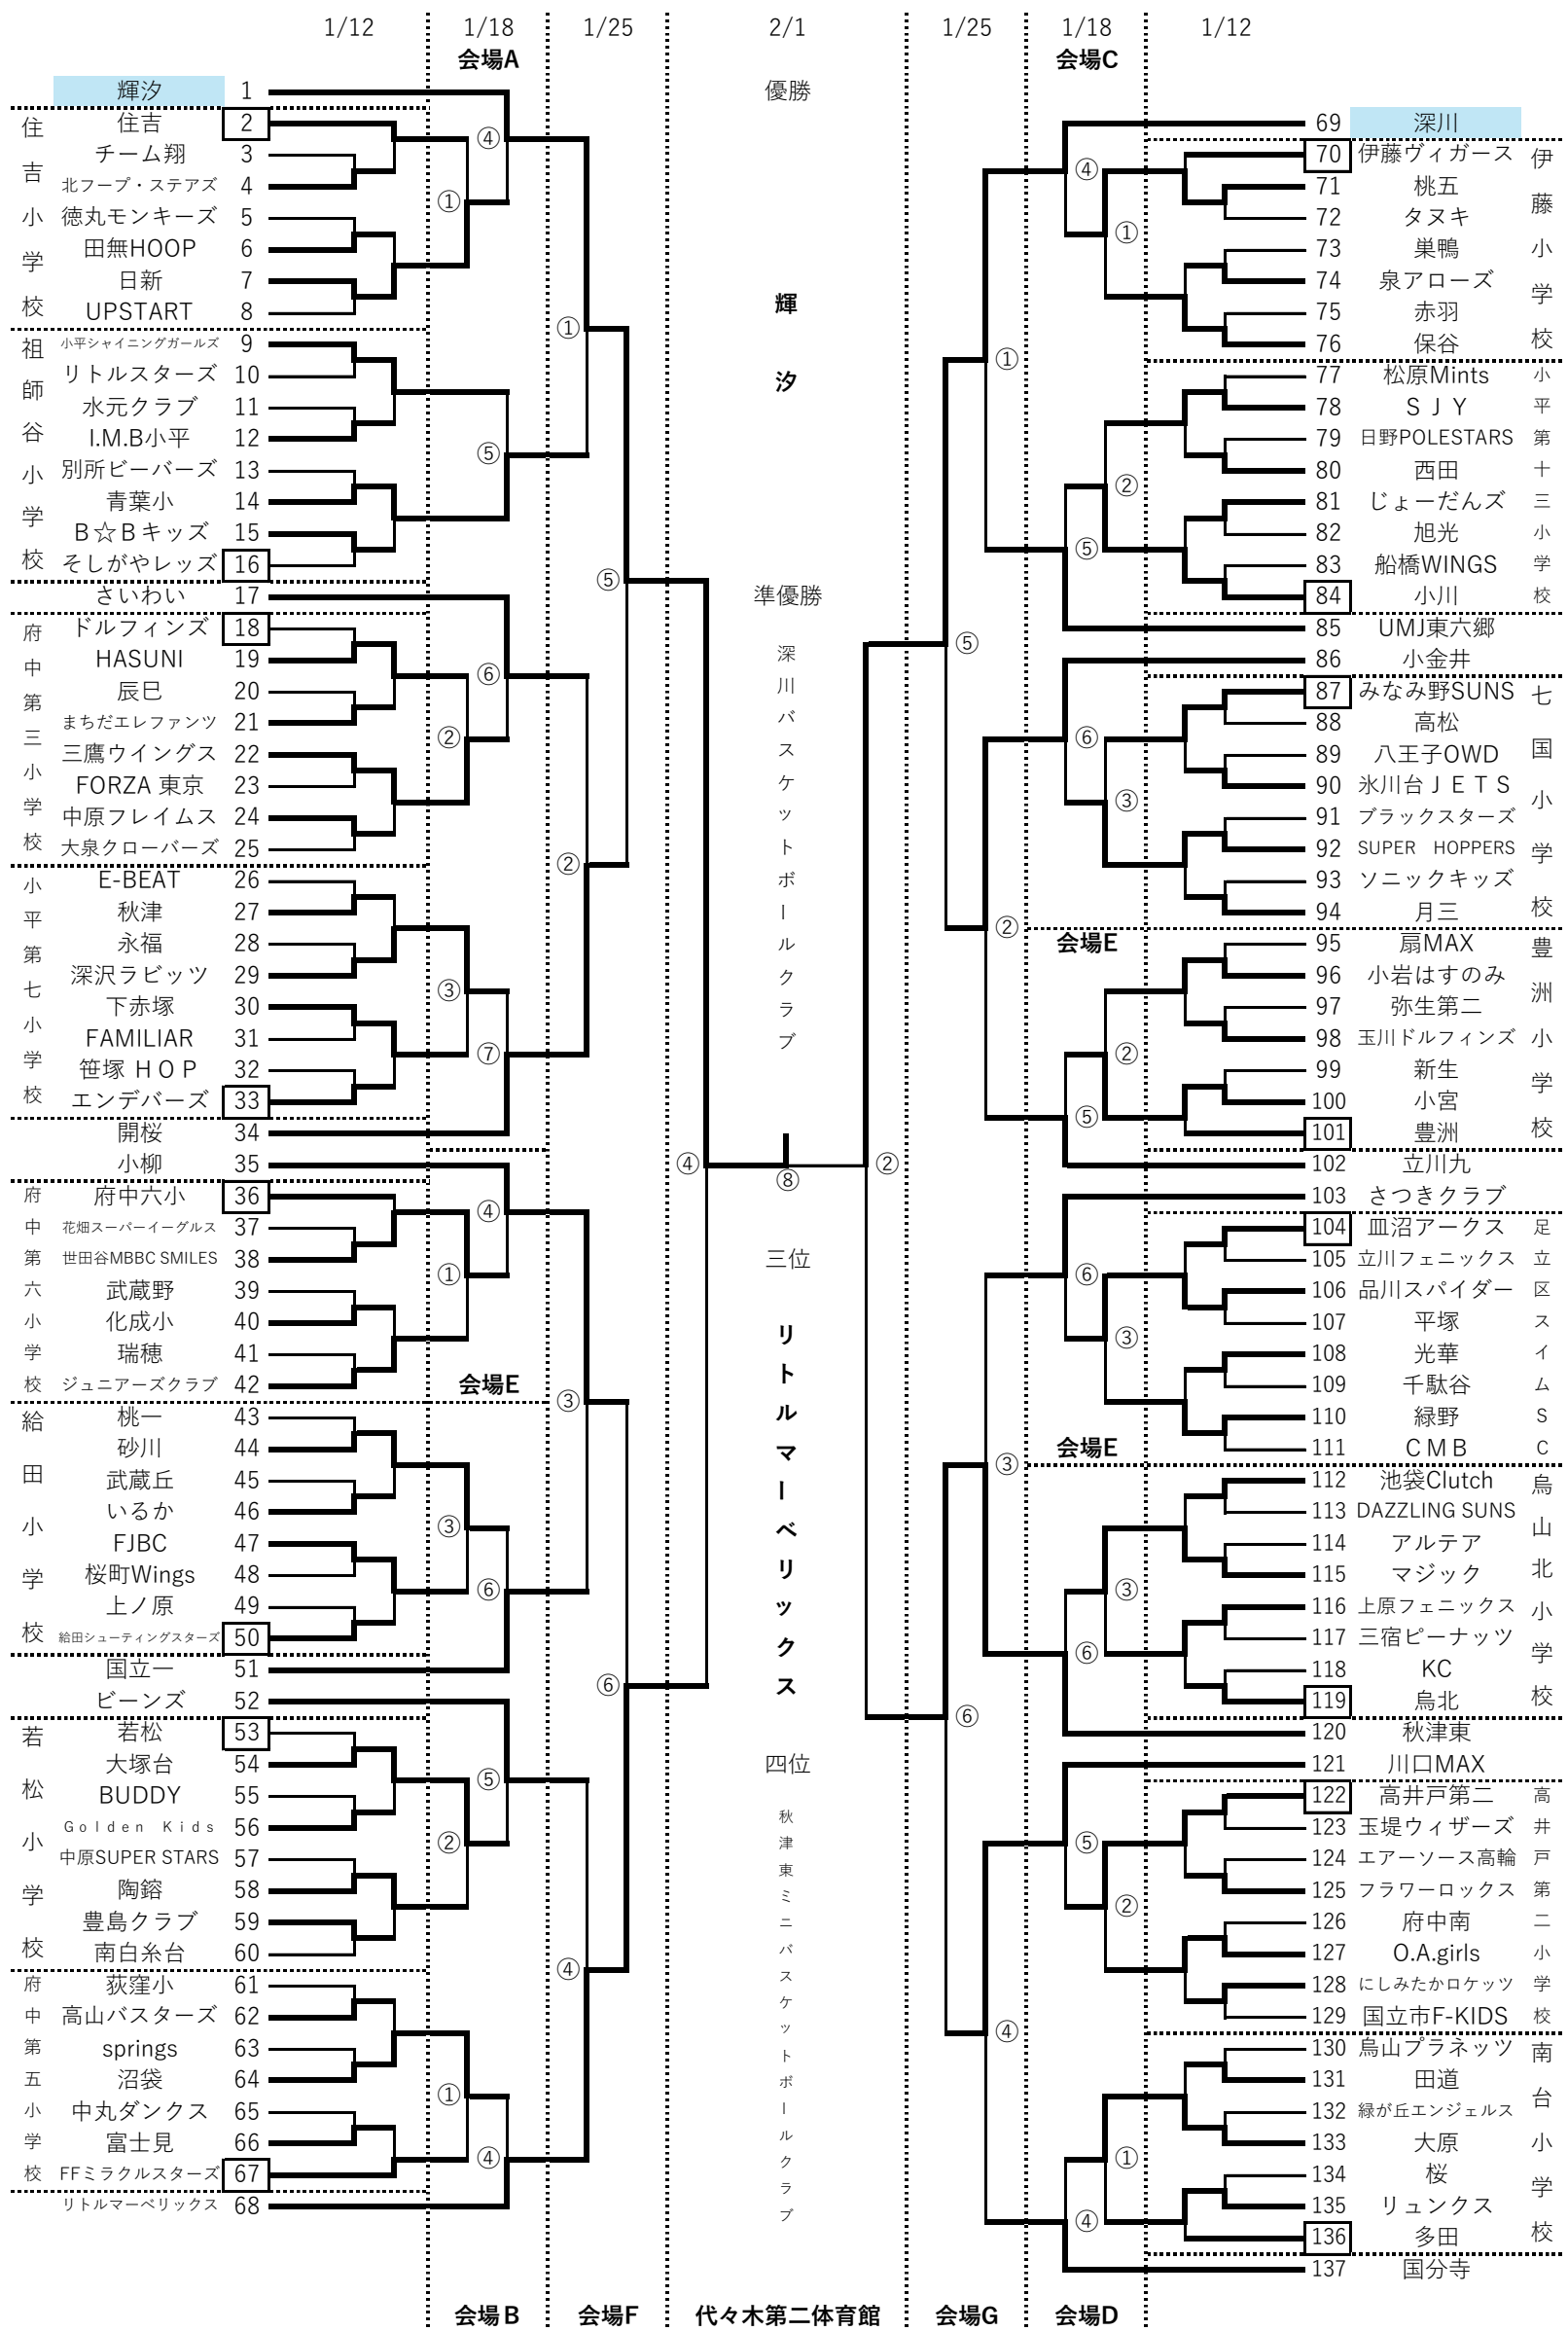 1/12 1/18 1/25 2/1 1/25 1/18 1/12
会場A 会場C
優勝
輝汐
準優勝
深川バスケットボールクラブ
三位
リトルマーベリックス
四位
秋津東ミニバスケットボールクラブ
輝汐 1
住吉小学校
住吉 2
チーム翔 3
北フープ・ステアズ 4
徳丸モンキーズ 5
田無HOOP 6
日新 7
UPSTART 8
祖師谷小学校
小平シャイニングガールズ 9
リトルスターズ 10
水元クラブ 11
I.M.B小平 12
別所ビーバーズ 13
青葉小 14
B☆Bキッズ 15
そしがやレッズ 16
さいわい 17
府中第三小学校
ドルフィンズ 18
HASUNI 19
辰巳 20
まちだエレファンツ 21
三鷹ウイングス 22
FORZA 東京 23
中原フレイムス 24
大泉クローバーズ 25
小平第七小学校
E-BEAT 26
秋津 27
永福 28
深沢ラビッツ 29
下赤塚 30
FAMILIAR 31
笹塚 ＨＯＰ 32
エンデバーズ 33
開桜 34
小柳 35
府中第六小学校
府中六小 36
花畑スーパーイーグルス 37
世田谷MBBC SMILES 38
武蔵野 39
化成小 40
瑞穂 41
ジュニアーズクラブ 42
会場E
給田小学校
桃一 43
砂川 44
武蔵丘 45
いるか 46
FJBC 47
桜町Wings 48
上ノ原 49
給田シューティングスターズ 50
国立一 51
ビーンズ 52
若松小学校
若松 53
大塚台 54
BUDDY 55
Ｇｏｌｄｅｎ　Ｋｉｄｓ 56
中原SUPER STARS 57
陶鎔 58
豊島クラブ 59
南白糸台 60
府中第五小学校
荻窪小 61
高山バスターズ 62
springs 63
沼袋 64
中丸ダンクス 65
富士見 66
FFミラクルスターズ 67
リトルマーベリックス 68
④
①
⑤
⑥
②
③
⑦
④
①
③
⑥
⑤
②
①
④
①
②
③
④
⑤
⑥
④
⑧
②
⑤
⑥
①
②
③
④
④
①
②
⑤
⑥
③
②
⑤
⑥
③
③
⑥
⑤
②
①
④
69 深川
伊藤小学校
70 伊藤ヴィガース
71 桃五
72 タヌキ
73 巣鴨
74 泉アローズ
75 赤羽
76 保谷
小平第十三小学校
77 松原Mints
78 ＳＪＹ
79 日野POLESTARS
80 西田
81 じょーだんズ
82 旭光
83 船橋WINGS
84 小川
85 UMJ東六郷
86 小金井
七国小学校
87 みなみ野SUNS
88 高松
89 八王子OWD
90 氷川台ＪＥＴＳ
91 ブラックスターズ
92 SUPER　HOPPERS
93 ソニックキッズ
94 月三
会場E
豊洲小学校
95 扇MAX
96 小岩はすのみ
97 弥生第二
98 玉川ドルフィンズ
99 新生
100 小宮
101 豊洲
102 立川九
103 さつきクラブ
足立区スイムSC
104 皿沼アークス
105 立川フェニックス
106 品川スパイダー
107 平塚
108 光華
109 千駄谷
110 緑野
111 ＣＭＢ
会場E
烏山北小学校
112 池袋Clutch
113 DAZZLING SUNS
114 アルテア
115 マジック
116 上原フェニックス
117 三宿ピーナッツ
118 KC
119 烏北
120 秋津東
121 川口MAX
高井戸第二小学校
122 高井戸第二
123 玉堤ウィザーズ
124 エアーソース高輪
125 フラワーロックス
126 府中南
127 O.A.girls
128 にしみたかロケッツ
129 国立市F-KIDS
南台小学校
130 烏山プラネッツ
131 田道
132 緑が丘エンジェルス
133 大原
134 桜
135 リュンクス
136 多田
137 国分寺
会場Ｂ 会場F 代々木第二体育館 会場G 会場D